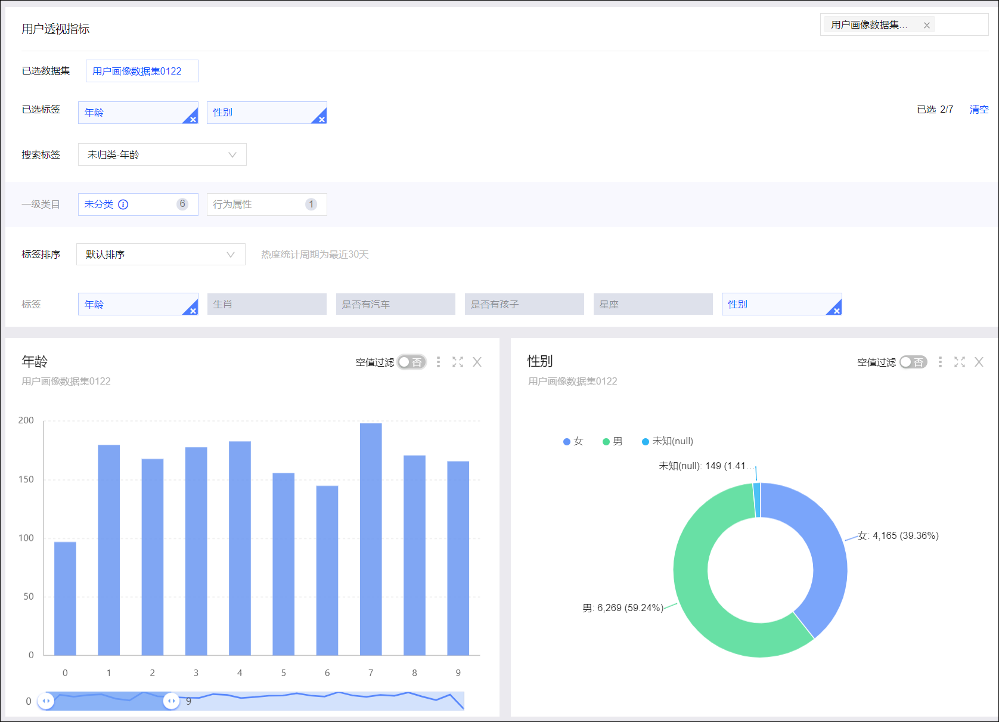 用户透视指标
用户画像数据集...
已选数据集 用户画像数据集0122
已选标签 年龄 性别 已选 2/7 清空
搜索标签 未归类-年龄
一级类目 未分类 6 行为属性 1
标签排序 默认排序 热度统计周期为最近30天
标签 年龄 生肖 是否有汽车 是否有孩子 星座 性别
年龄 空值过滤 否
用户画像数据集0122
200
150
100
50
0
0 1 2 3 4 5 6 7 8 9
0 9
性别 空值过滤 否
用户画像数据集0122
女 男 未知(null)
未知(null): 149 (1.41...
女: 4,165 (39.36%)
男: 6,269 (59.24%)